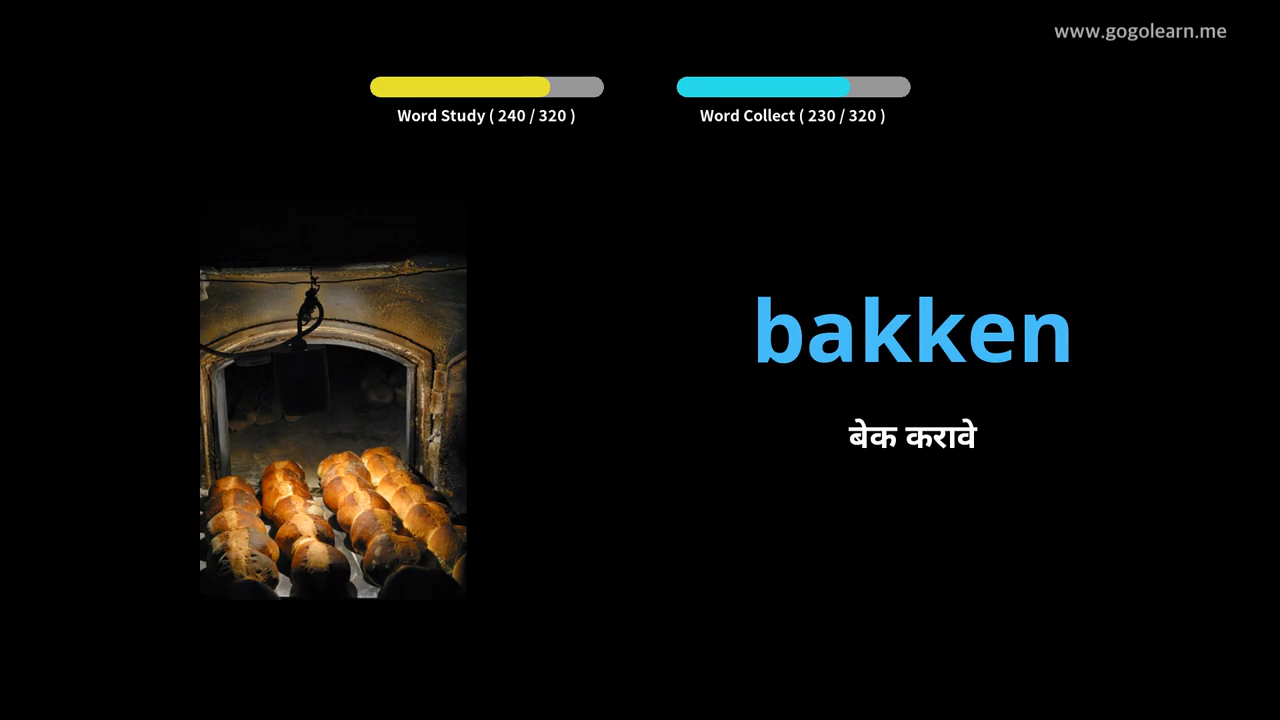 www.gogolearn.me
Word Study ( 240 / 320 )
Word Collect ( 230 / 320 )
bakken
बेक करावे